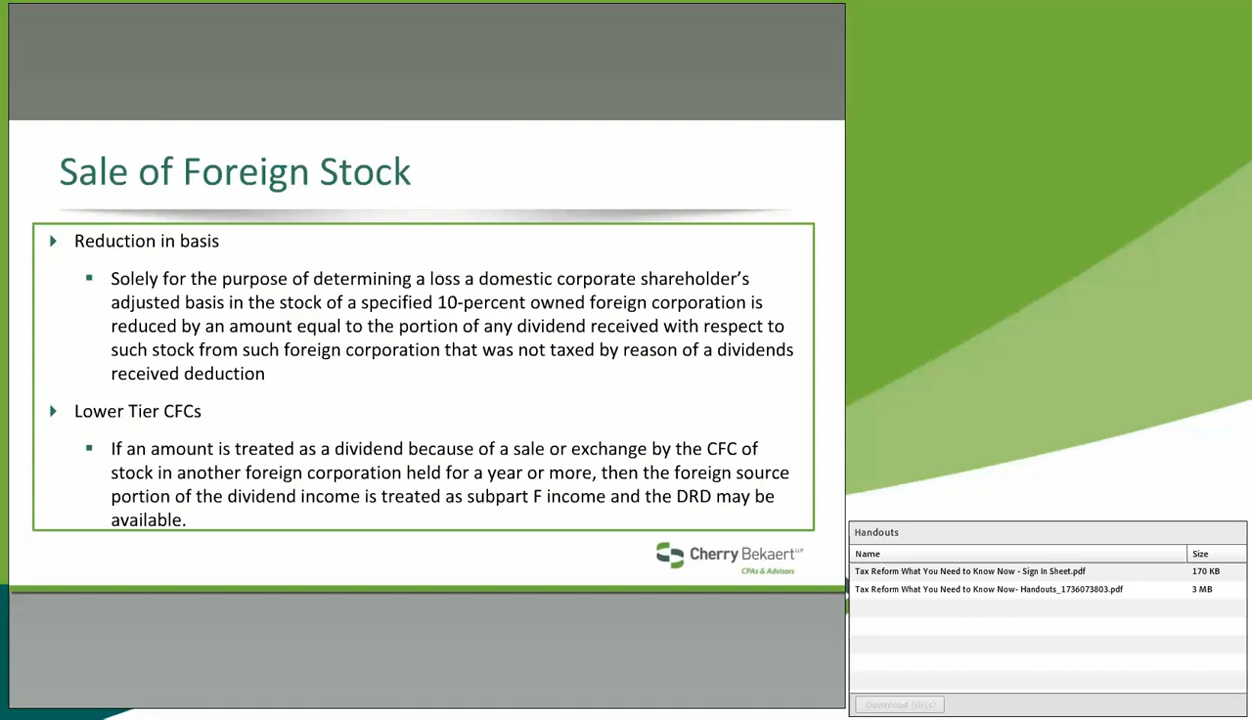 Sale of Foreign Stock
Reduction in basis
Solely for the purpose of determining a loss a domestic corporate shareholder's
adjusted basis in the stock of a specified 10-percent owned foreign corporation is
reduced by an amount equal to the portion of any dividend received with respect to
such stock from such foreign corporation that was not taxed by reason of a dividends
received deduction
Lower Tier CFCs
If an amount is treated as a dividend because of a sale or exchange by the CFC of
stock in another foreign corporation held for a year or more, then the foreign source
portion of the dividend income is treated as subpart F income and the DRD may be
available.
Cherry Bekaert LLP
CPAs & Advisors
Handouts
Name Size
Tax Reform What You Need to Know Now - Sign In Sheet.pdf 170 KB
Tax Reform What You Need to Know Now- Handouts_1736073803.pdf 3 MB
Download File(s)